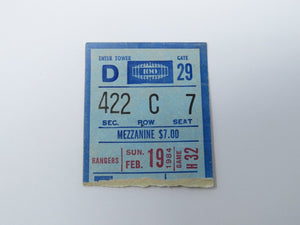 ENTER TOWER GATE
D 100 29
422 C 7
SEC. ROW SEAT
MEZZANINE $7.00
RANGERS SUN. FEB. 19 1984 GAME H 32